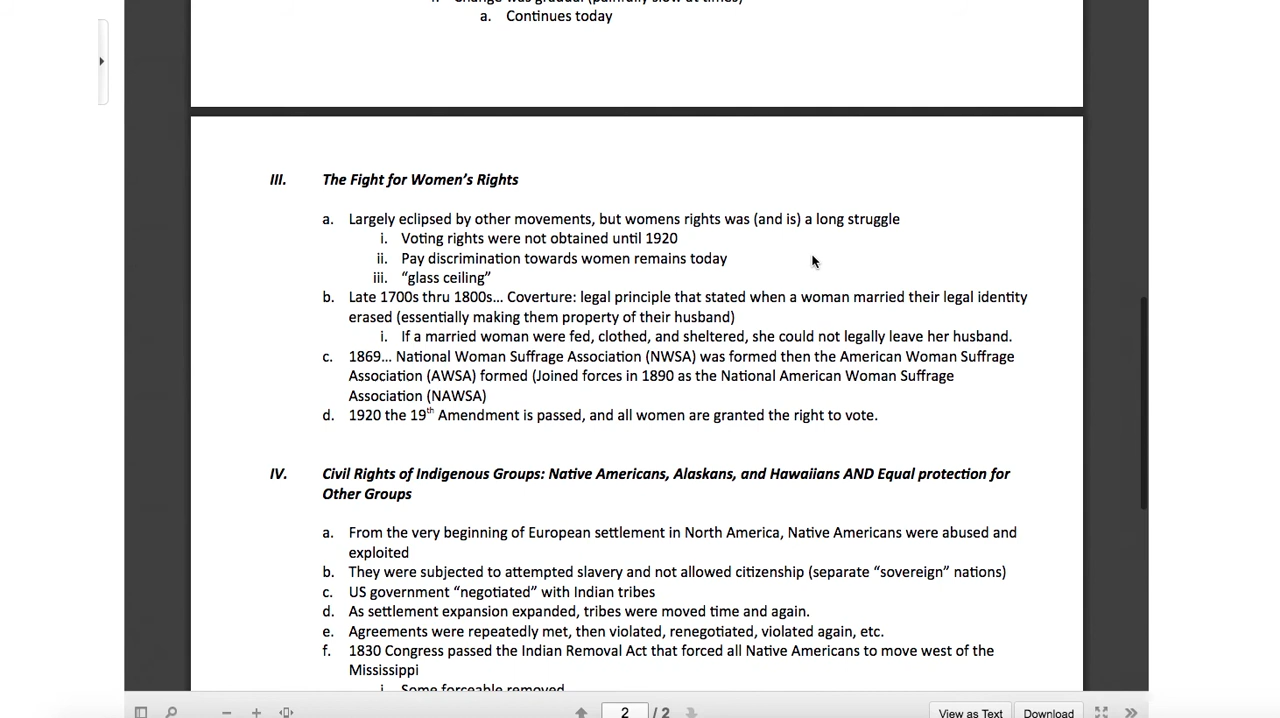 i. Change was gradual (painfully slow at times)
a. Continues today
III. The Fight for Women's Rights
a. Largely eclipsed by other movements, but womens rights was (and is) a long struggle
i. Voting rights were not obtained until 1920
ii. Pay discrimination towards women remains today
iii. "glass ceiling"
b. Late 1700s thru 1800s... Coverture: legal principle that stated when a woman married their legal identity
erased (essentially making them property of their husband)
i. If a married woman were fed, clothed, and sheltered, she could not legally leave her husband.
c. 1869... National Woman Suffrage Association (NWSA) was formed then the American Woman Suffrage
Association (AWSA) formed (Joined forces in 1890 as the National American Woman Suffrage
Association (NAWSA)
d. 1920 the 19th Amendment is passed, and all women are granted the right to vote.
IV. Civil Rights of Indigenous Groups: Native Americans, Alaskans, and Hawaiians AND Equal protection for
Other Groups
a. From the very beginning of European settlement in North America, Native Americans were abused and
exploited
b. They were subjected to attempted slavery and not allowed citizenship (separate "sovereign" nations)
c. US government "negotiated" with Indian tribes
d. As settlement expansion expanded, tribes were moved time and again.
e. Agreements were repeatedly met, then violated, renegotiated, violated again, etc.
f. 1830 Congress passed the Indian Removal Act that forced all Native Americans to move west of the
Mississippi
i. Some forceable removed
2 / 2 View as Text Download